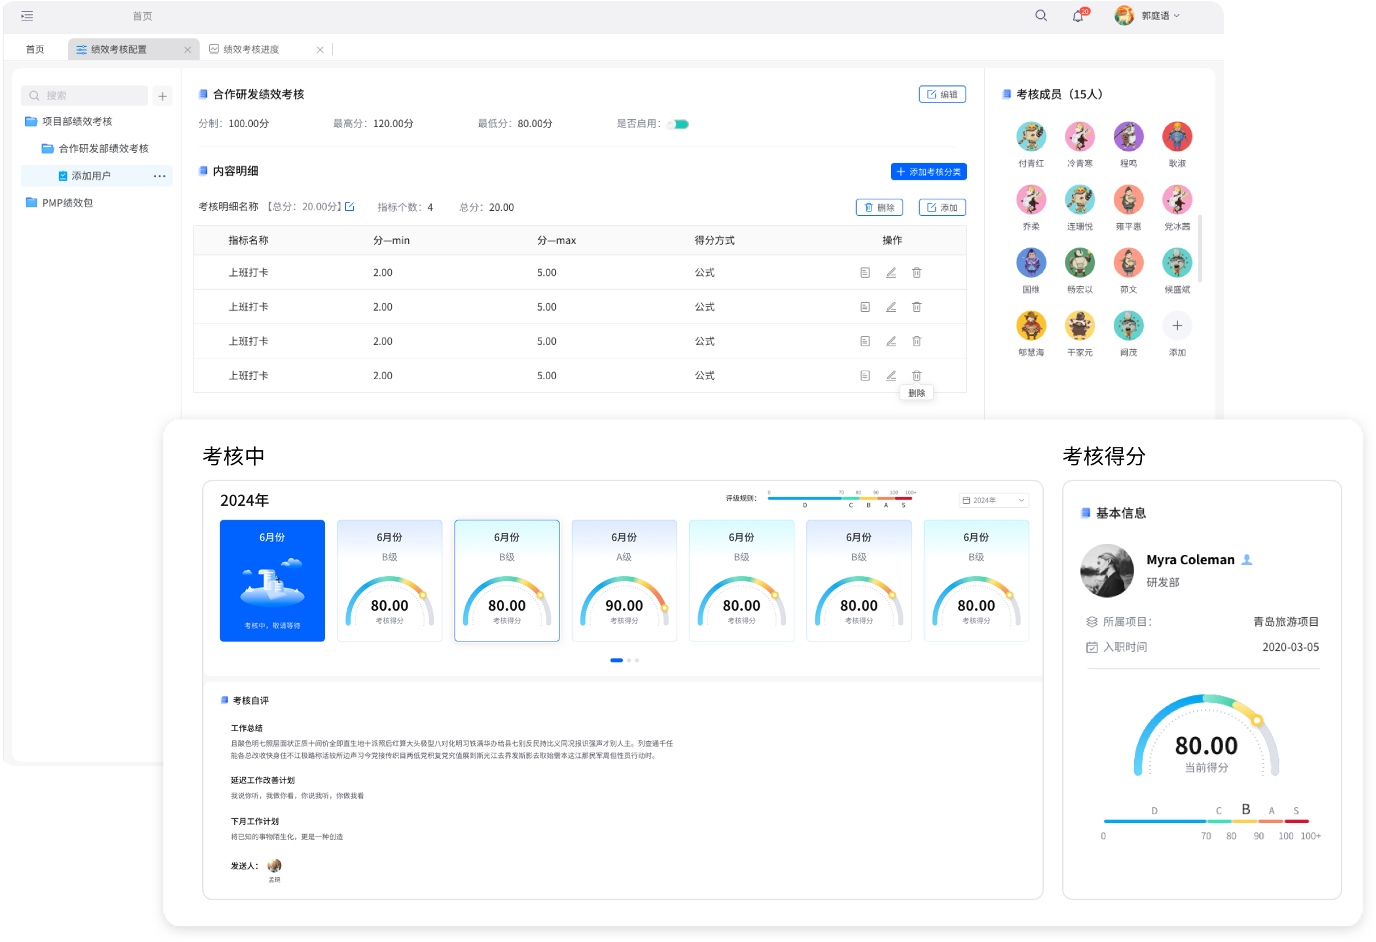 首页
20
郭庭语
首页
绩效考核配置
绩效考核进度
搜索
项目部绩效考核
合作研发部绩效考核
添加用户
PMP绩效包
合作研发绩效考核
编辑
分制: 100.00分
最高分: 120.00分
最低分: 80.00分
是否启用:
内容明细
添加考核分类
考核明细名称 【总分: 20.00分】
指标个数: 4
总分: 20.00
删除
添加
指标名称 分—min 分—max 得分方式 操作
上班打卡 2.00 5.00 公式
上班打卡 2.00 5.00 公式
上班打卡 2.00 5.00 公式
上班打卡 2.00 5.00 公式
删除
考核成员（15人）
付青红 冷青寒 程鸣 耿淑
乔柔 连珊悦 雍平惠 党冰茜
国维 畅宏以 茆文 候盛斌
郇慧海 干家元 阎茂 添加
考核中
2024年
评级规则:
0 70 80 90 100 100+
D C B A S
2024年
6月份
考核中，敬请等待
6月份
B级
80.00
考核得分
6月份
B级
80.00
考核得分
6月份
A级
90.00
考核得分
6月份
B级
80.00
考核得分
6月份
B级
80.00
考核得分
6月份
B级
80.00
考核得分
考核自评
工作总结
延迟工作改善计划
我说你听，我做你看，你说我听，你做我看
下月工作计划
将已知的事物陌生化，更是一种创造
发送人:
考核得分
基本信息
Myra Coleman
研发部
所属项目:
青岛旅游项目
入职时间
2020-03-05
80.00
当前得分
D C B A S
0 70 80 90 100 100+